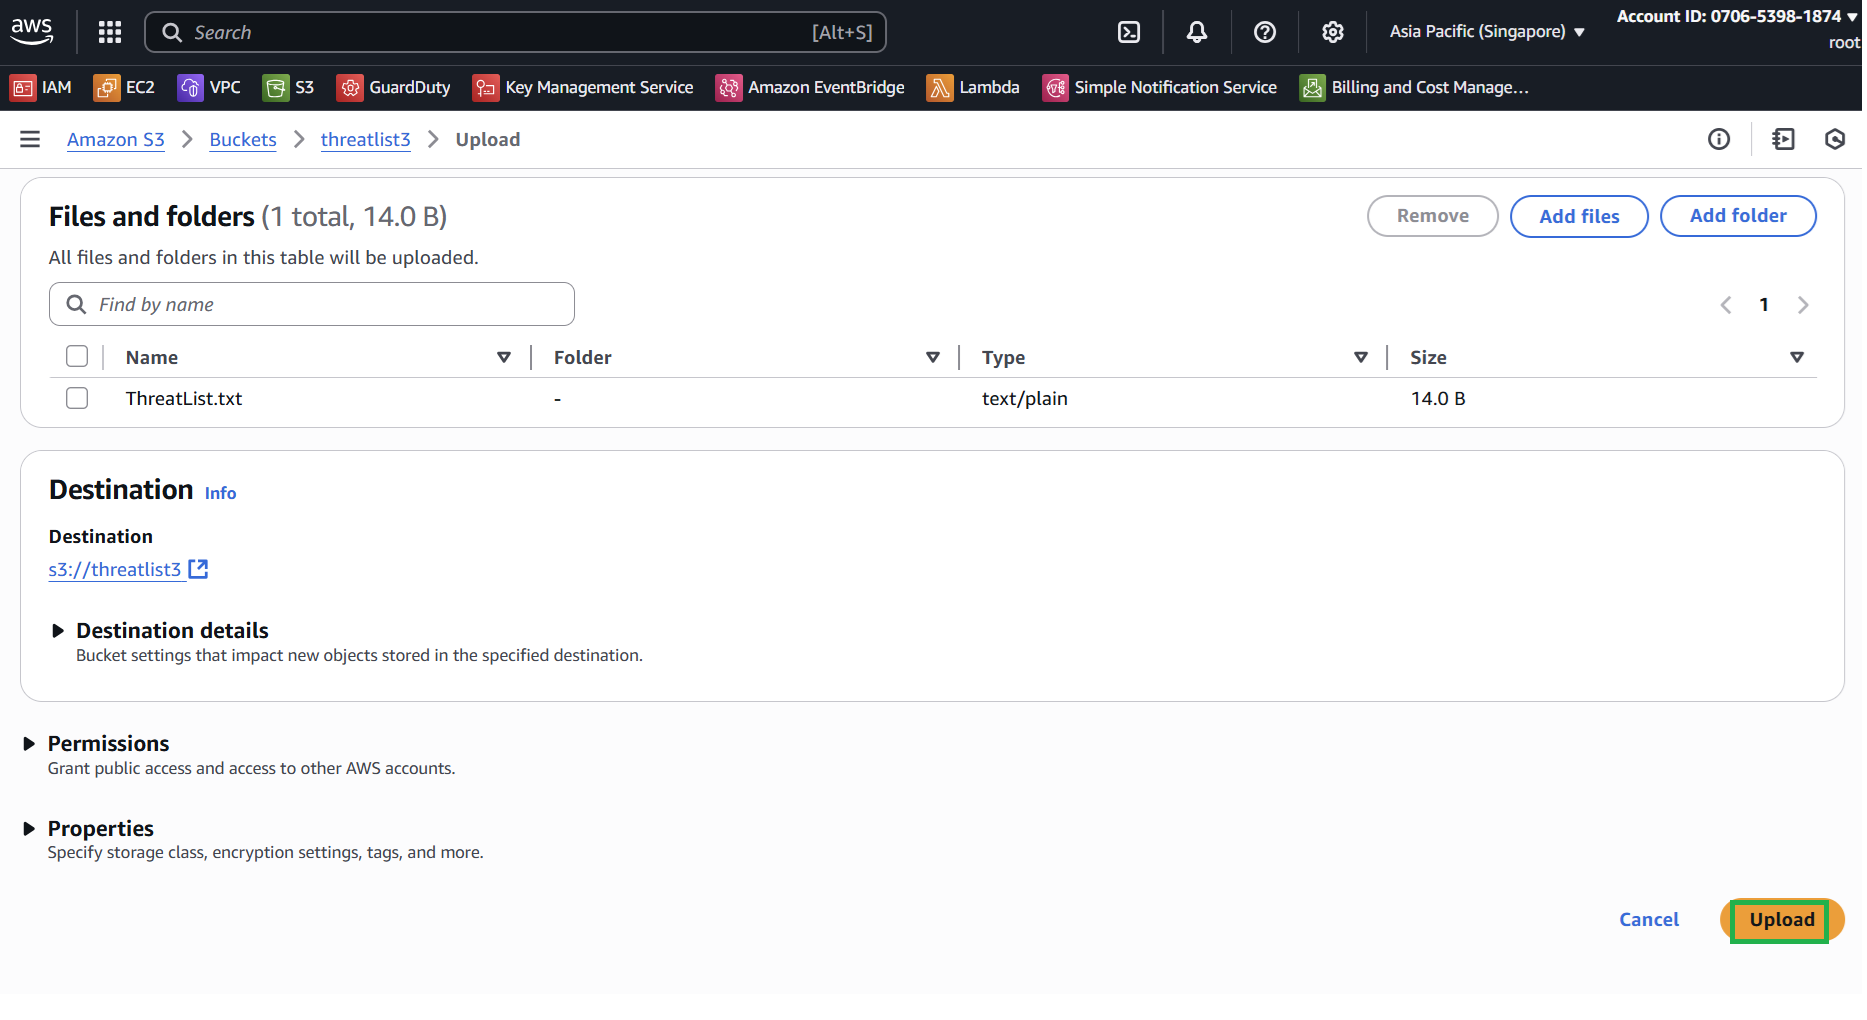 aws
Search [Alt+S]
Asia Pacific (Singapore)
Account ID: 0706-5398-1874
root
IAM EC2 VPC S3 GuardDuty Key Management Service Amazon EventBridge Lambda Simple Notification Service Billing and Cost Manage...
Amazon S3 Buckets threatlist3 Upload
Files and folders (1 total, 14.0 B)
Remove Add files Add folder
All files and folders in this table will be uploaded.
Find by name
1
Name Folder Type Size
ThreatList.txt - text/plain 14.0 B
Destination Info
Destination
s3://threatlist3
Destination details
Bucket settings that impact new objects stored in the specified destination.
Permissions
Grant public access and access to other AWS accounts.
Properties
Specify storage class, encryption settings, tags, and more.
Cancel Upload